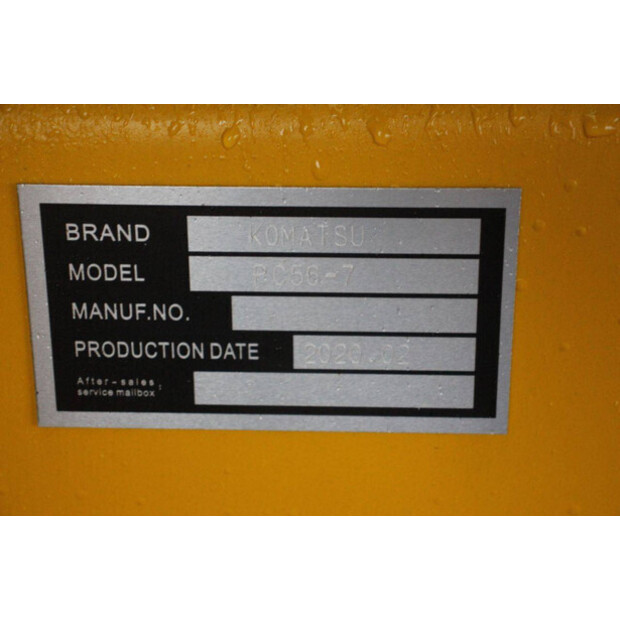 BRAND KOMATSU
MODEL PC56-7
MANUF.NO.
PRODUCTION DATE 2020.02
After-sales
service mailbox: